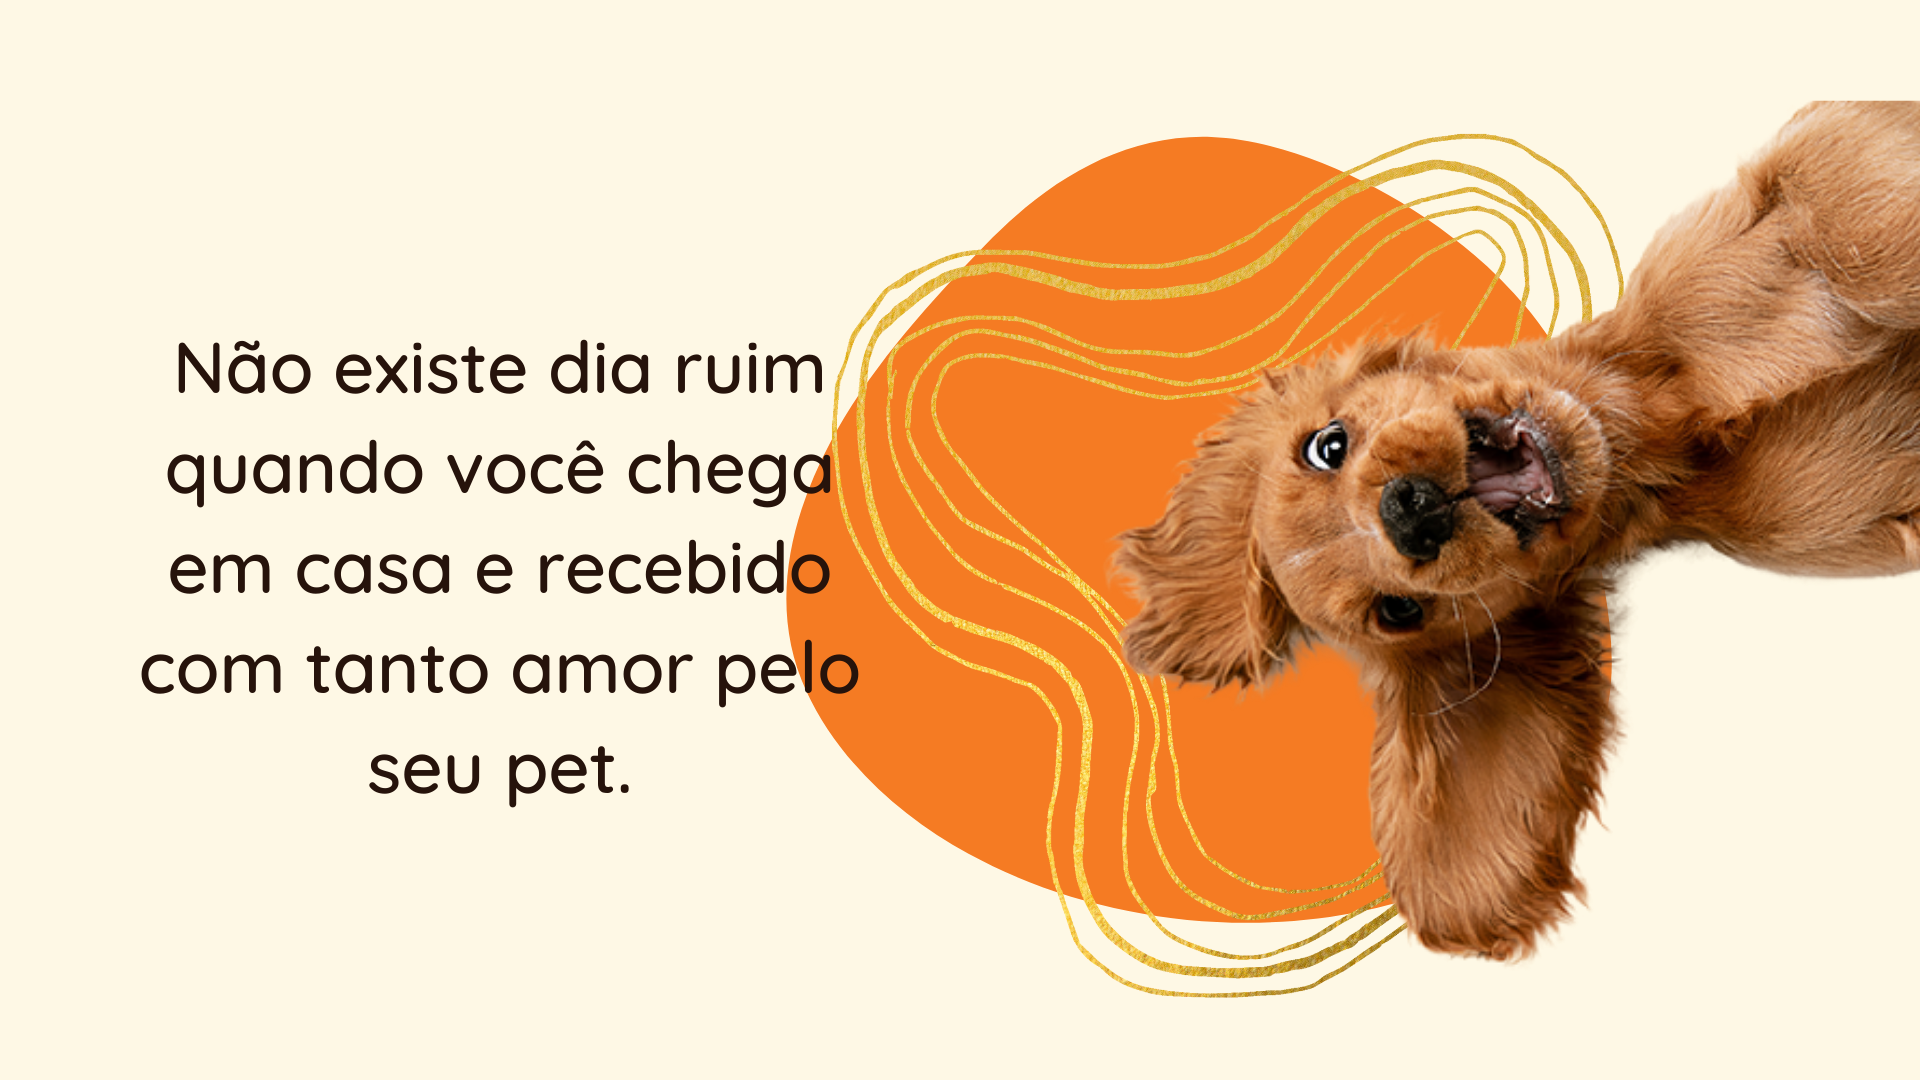 Não existe dia ruim
quando você chega
em casa e recebido
com tanto amor pelo
seu pet.